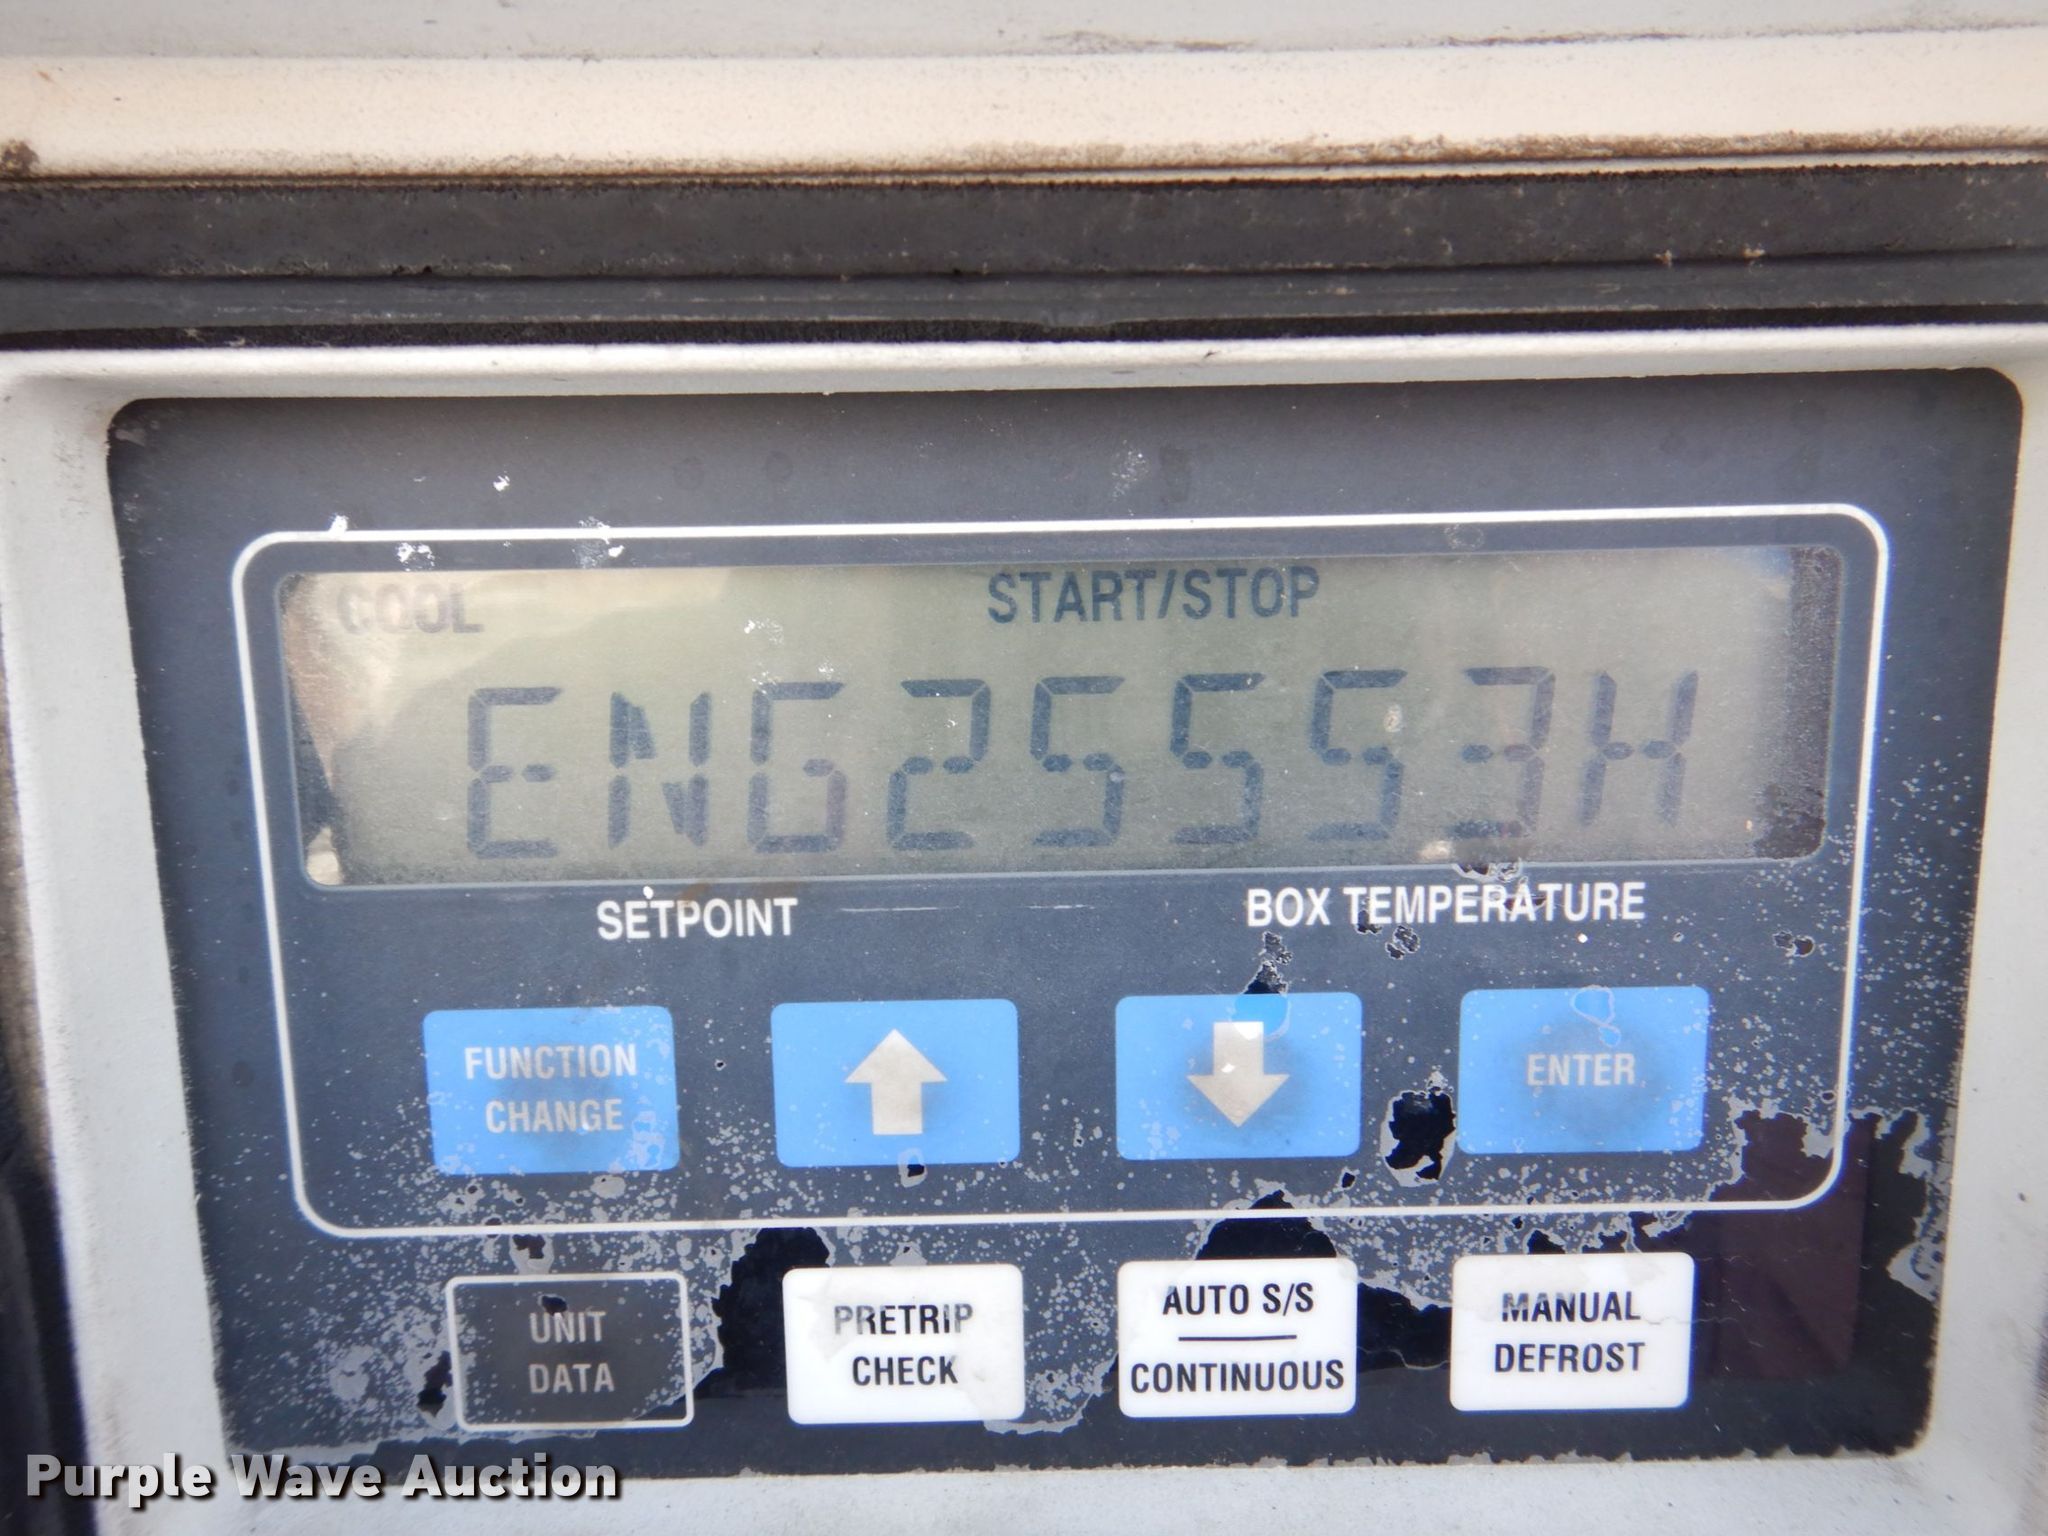 COOL START/STOP
ENG25553H
SETPOINT BOX TEMPERATURE
FUNCTION
CHANGE
ENTER
UNIT
DATA
PRETRIP
CHECK
AUTO S/S
CONTINUOUS
MANUAL
DEFROST
Purple Wave Auction